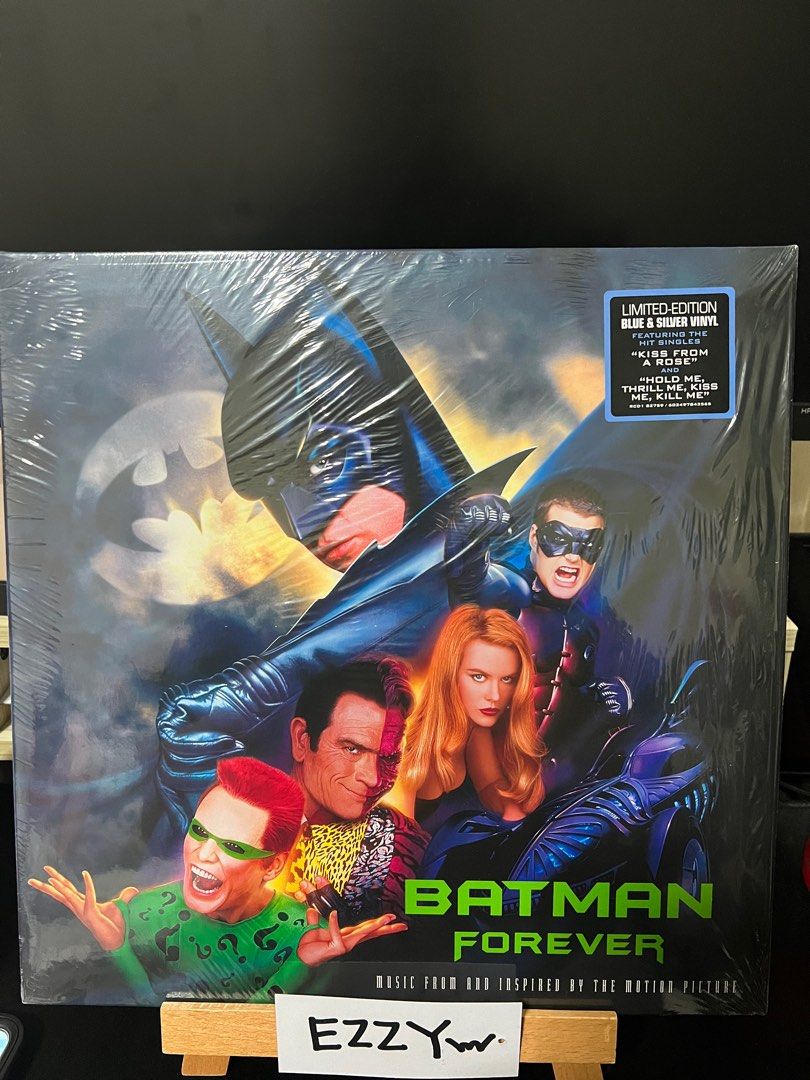 LIMITED-EDITION
BLUE & SILVER VINYL
FEATURING THE
HIT SINGLES
"KISS FROM
A ROSE"
AND
"HOLD ME,
THRILL ME, KISS
ME, KILL ME"
BATMAN
FOREVER
MUSIC FROM AND INSPIRED BY THE MOTION PICTURE
EZZY